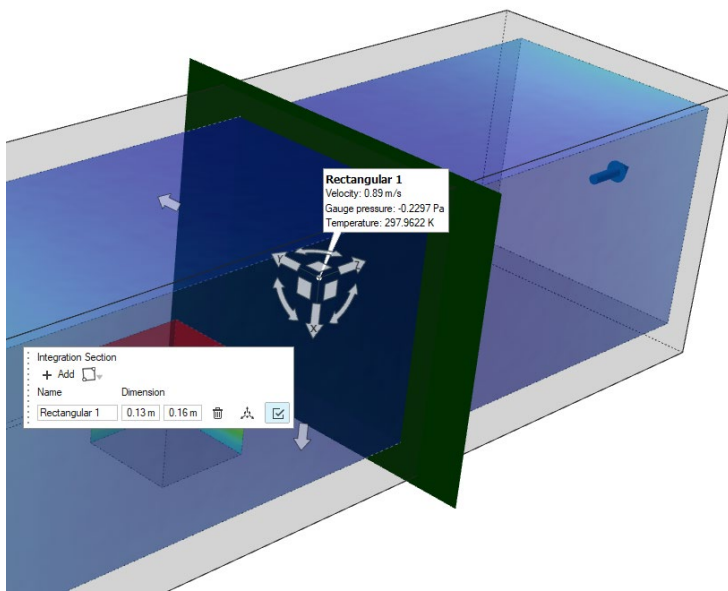 Rectangular 1
Velocity: 0.89 m/s
Gauge pressure: -0.2297 Pa
Temperature: 297.9622 K
Y
Z
X
Integration Section
+ Add
Name Dimension
Rectangular 1 0.13 m 0.16 m